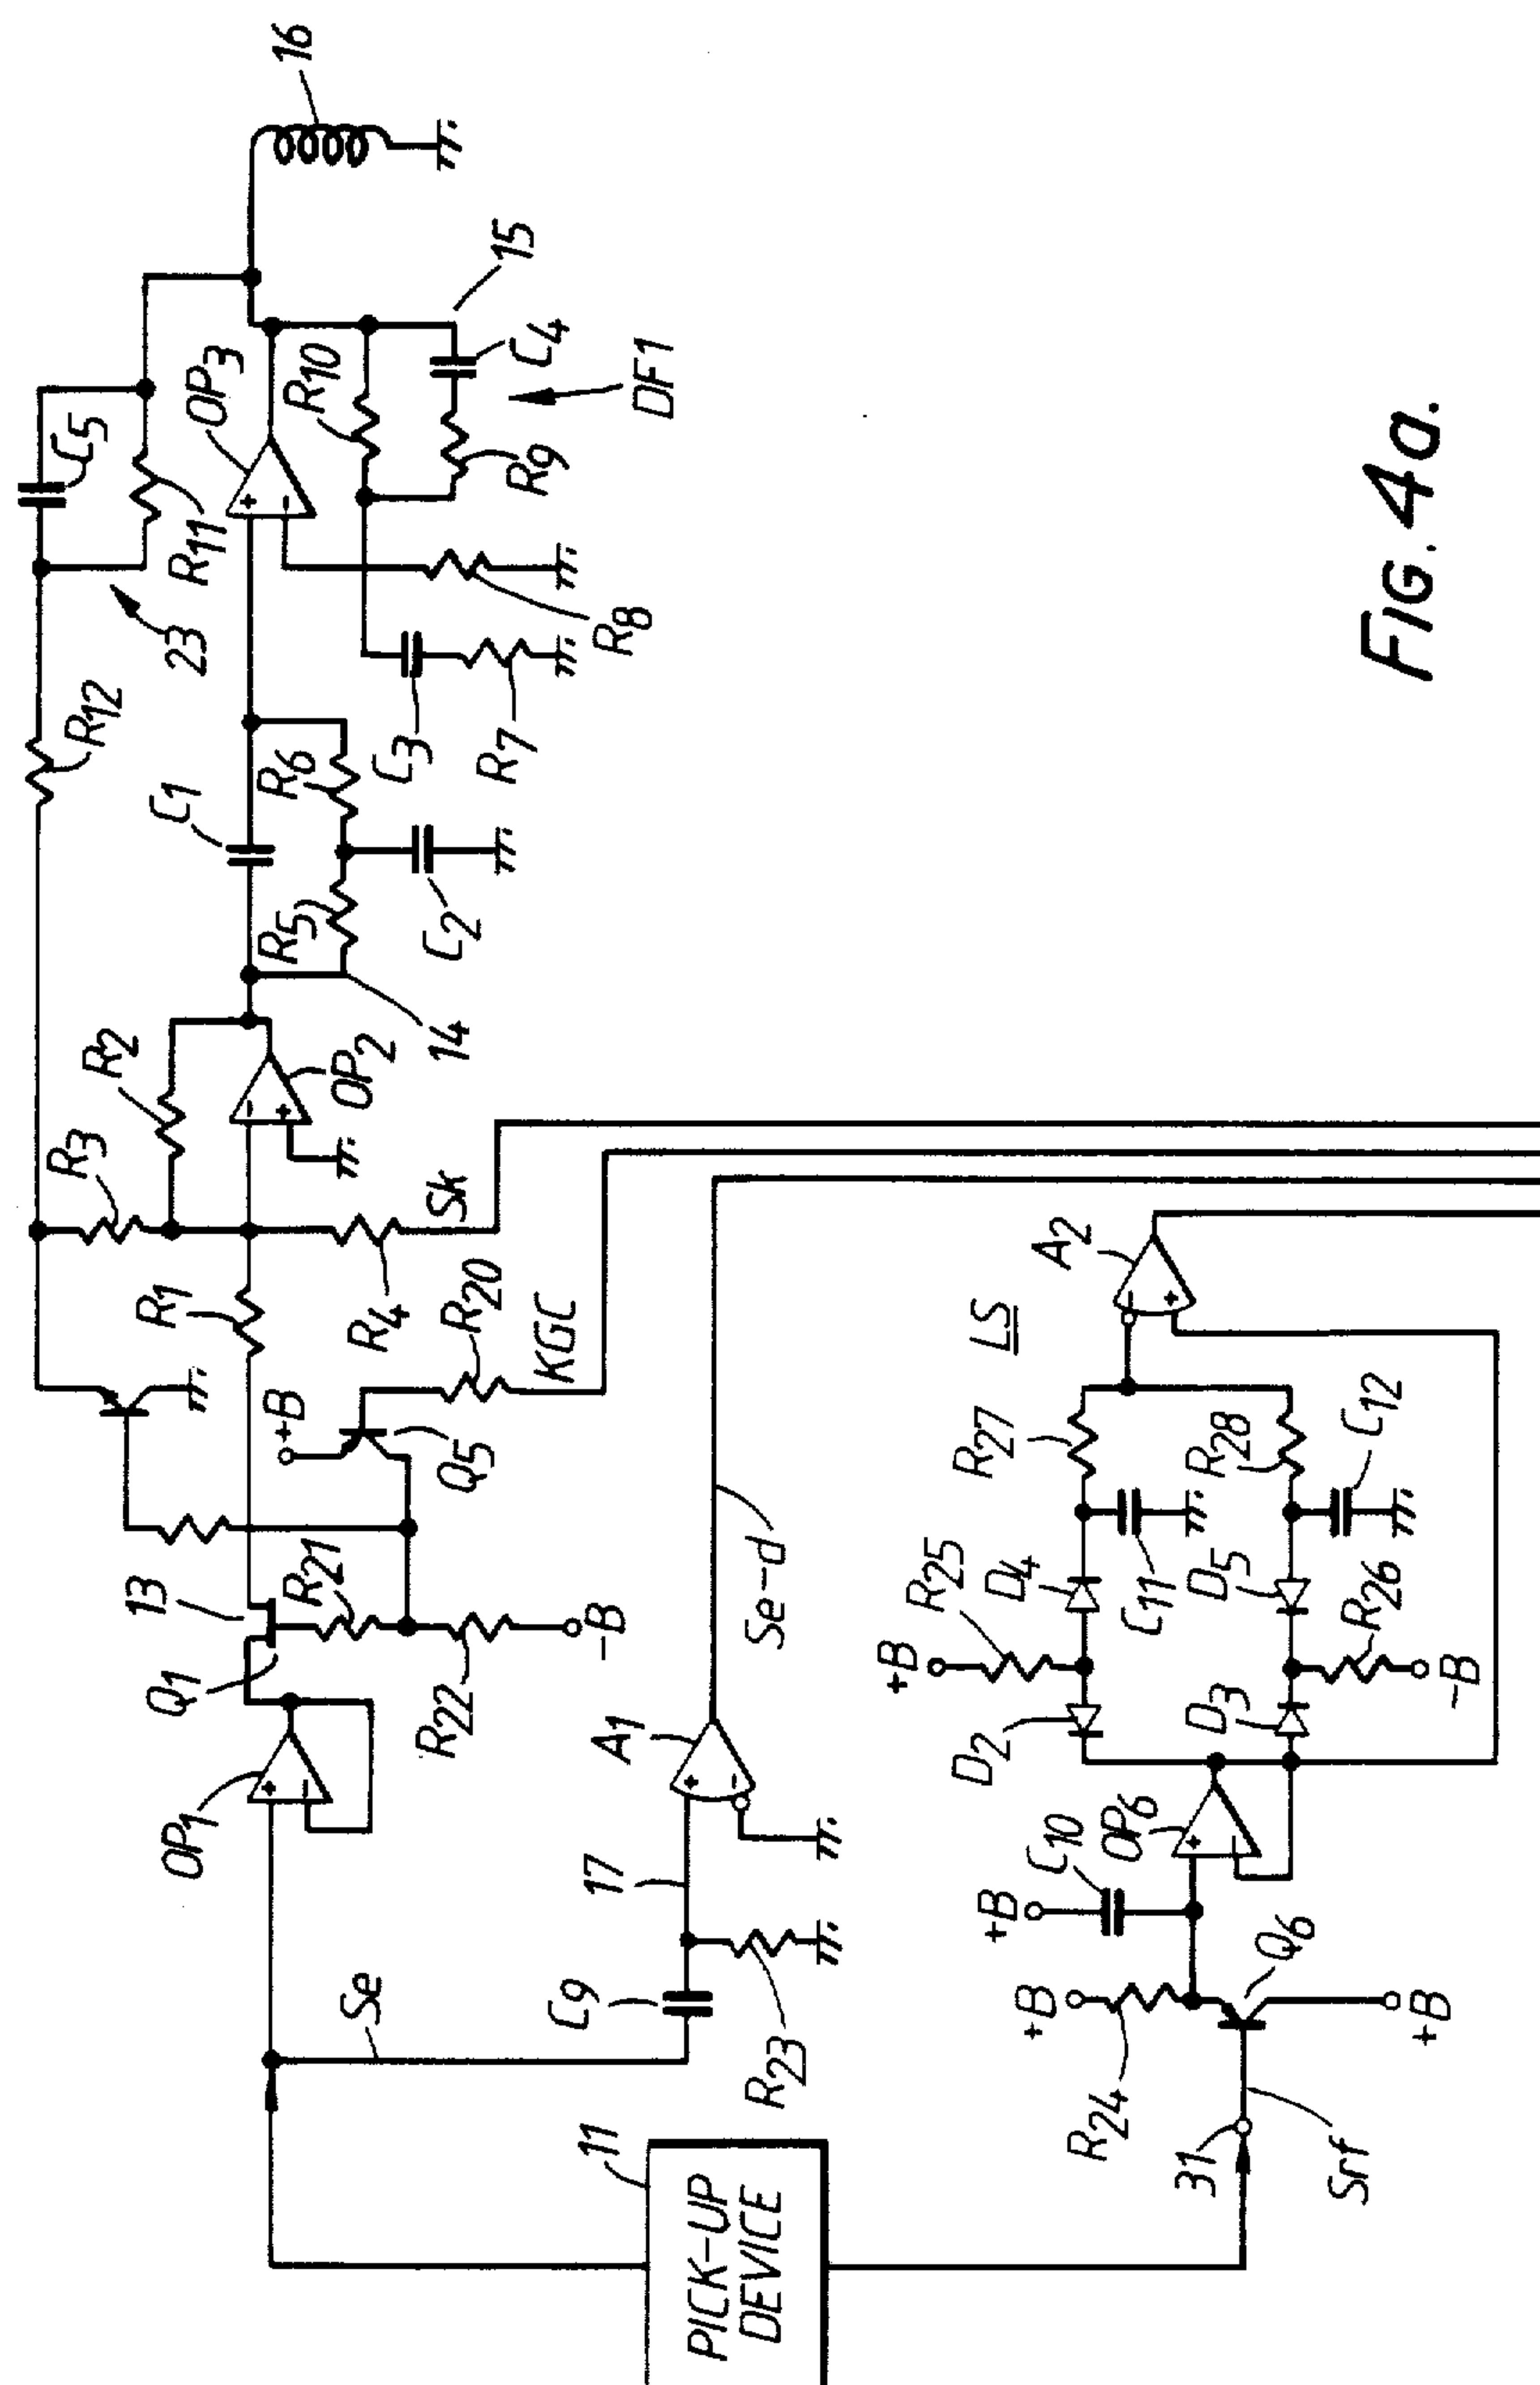 16
C5
OP3
15
R12
R11
23
R10
C4
DF1
R9
R8
C1
R6
C3
R7
R5
C2
14
R2
R3
OP2
Sk
R1
R4
R20
KGC
+B
Q5
13
R21
Q1
R22
-B
OP1
Se
A1
17
C9
R23
Se-d
11
PICK-UP
DEVICE
A2
LS
R27
R28
C12
R25
D4
C11
D5
R26
+B
D2
D3
-B
C10
OP6
+B
Q6
+B
R24
+B
31
Srf
FIG. 4a.